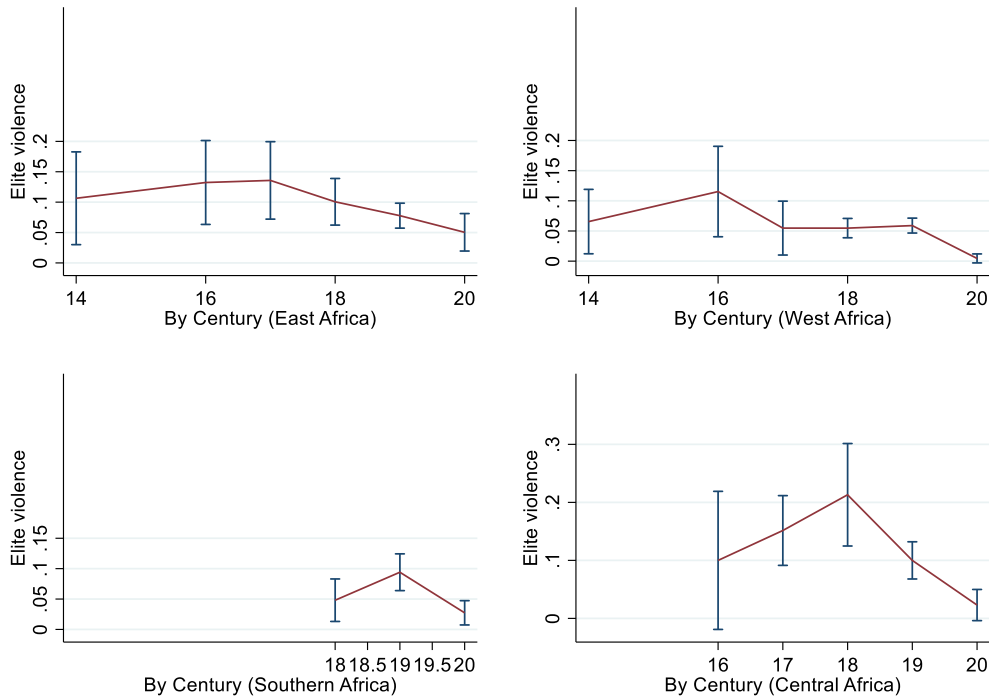 Elite violence
0 .05 .1 .15 .2
14 16 18 20
By Century (East Africa)
Elite violence
0 .05 .1 .15 .2
14 16 18 20
By Century (West Africa)
Elite violence
0 .05 .1 .15
18 18.5 19 19.5 20
By Century (Southern Africa)
Elite violence
0 .1 .2 .3
16 17 18 19 20
By Century (Central Africa)